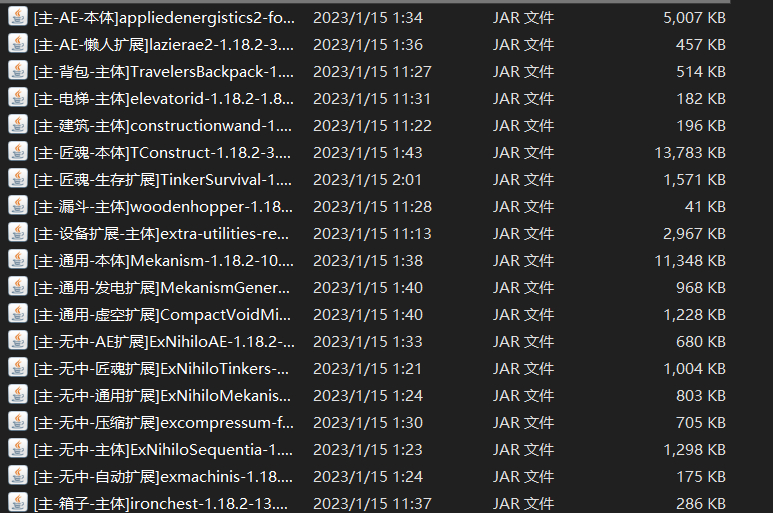 [主-AE-本体]appliedenergistics2-fo... 2023/1/15 1:34 JAR 文件 5,007 KB
[主-AE-懒人扩展]lazierae2-1.18.2-3.... 2023/1/15 1:36 JAR 文件 457 KB
[主-背包-主体]TravelersBackpack-1.... 2023/1/15 11:27 JAR 文件 514 KB
[主-电梯-主体]elevatorid-1.18.2-1.8... 2023/1/15 11:31 JAR 文件 182 KB
[主-建筑-主体]constructionwand-1.... 2023/1/15 11:22 JAR 文件 196 KB
[主-匠魂-本体]TConstruct-1.18.2-3.... 2023/1/15 1:43 JAR 文件 13,783 KB
[主-匠魂-生存扩展]TinkerSurvival-1.... 2023/1/15 2:01 JAR 文件 1,571 KB
[主-漏斗-主体]woodenhopper-1.18... 2023/1/15 11:28 JAR 文件 41 KB
[主-设备扩展-主体]extra-utilities-re... 2023/1/15 11:13 JAR 文件 2,967 KB
[主-通用-本体]Mekanism-1.18.2-10.... 2023/1/15 1:38 JAR 文件 11,348 KB
[主-通用-发电扩展]MekanismGener... 2023/1/15 1:40 JAR 文件 968 KB
[主-通用-虚空扩展]CompactVoidMi... 2023/1/15 1:40 JAR 文件 1,228 KB
[主-无中-AE扩展]ExNihiloAE-1.18.2-... 2023/1/15 1:33 JAR 文件 680 KB
[主-无中-匠魂扩展]ExNihiloTinkers-... 2023/1/15 1:21 JAR 文件 1,004 KB
[主-无中-通用扩展]ExNihiloMekanis... 2023/1/15 1:24 JAR 文件 803 KB
[主-无中-压缩扩展]excompressum-f... 2023/1/15 1:30 JAR 文件 705 KB
[主-无中-主体]ExNihiloSequentia-1.... 2023/1/15 1:23 JAR 文件 1,298 KB
[主-无中-自动扩展]exmachinis-1.18.... 2023/1/15 1:24 JAR 文件 175 KB
[主-箱子-主体]ironchest-1.18.2-13.... 2023/1/15 11:37 JAR 文件 286 KB